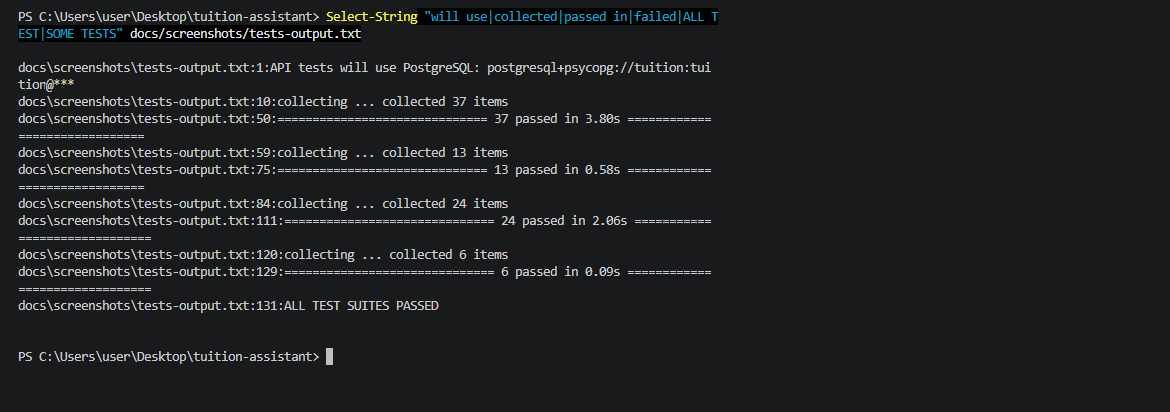 PS C:\Users\user\Desktop\tuition-assistant> Select-String "will use|collected|passed in|failed|ALL T
EST|SOME TESTS" docs/screenshots/tests-output.txt
docs\screenshots\tests-output.txt:1:API tests will use PostgreSQL: postgresql+psycopg://tuition:tui
tion@***
docs\screenshots\tests-output.txt:10:collecting ... collected 37 items
docs\screenshots\tests-output.txt:50:============================== 37 passed in 3.80s ============
==================
docs\screenshots\tests-output.txt:59:collecting ... collected 13 items
docs\screenshots\tests-output.txt:75:============================== 13 passed in 0.58s ============
==================
docs\screenshots\tests-output.txt:84:collecting ... collected 24 items
docs\screenshots\tests-output.txt:111:============================== 24 passed in 2.06s ===========
===================
docs\screenshots\tests-output.txt:120:collecting ... collected 6 items
docs\screenshots\tests-output.txt:129:============================== 6 passed in 0.09s ============
===================
docs\screenshots\tests-output.txt:131:ALL TEST SUITES PASSED
PS C:\Users\user\Desktop\tuition-assistant>